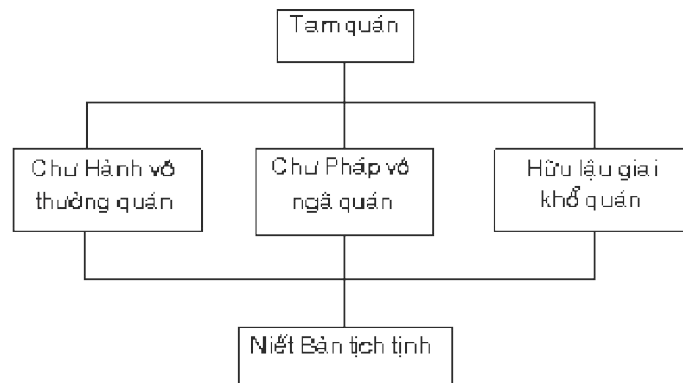 Tam quán
Chư Hành vô
thường quán
Chư Pháp vô
ngã quán
Hữu lậu giai
khổ quán
Niết Bàn tịch tịnh